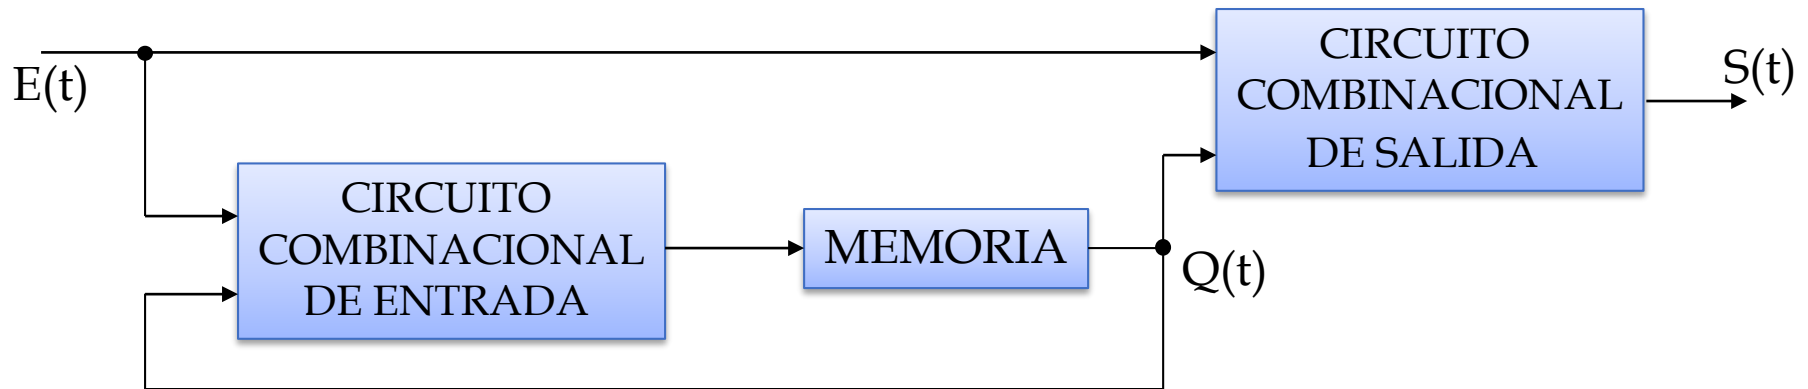 E(t)
CIRCUITO
COMBINACIONAL
DE ENTRADA
MEMORIA
Q(t)
CIRCUITO
COMBINACIONAL
DE SALIDA
S(t)